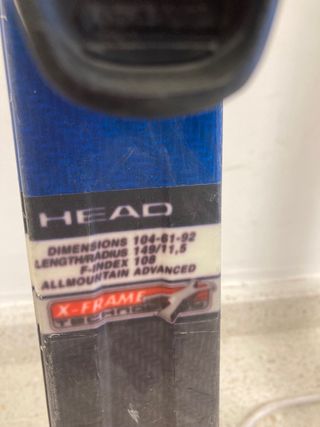 HEAD
DIMENSIONS 104-61-92
LENGTH/RADIUS 149/11,5
F-INDEX 108
ALLMOUNTAIN ADVANCED
X-FRAME